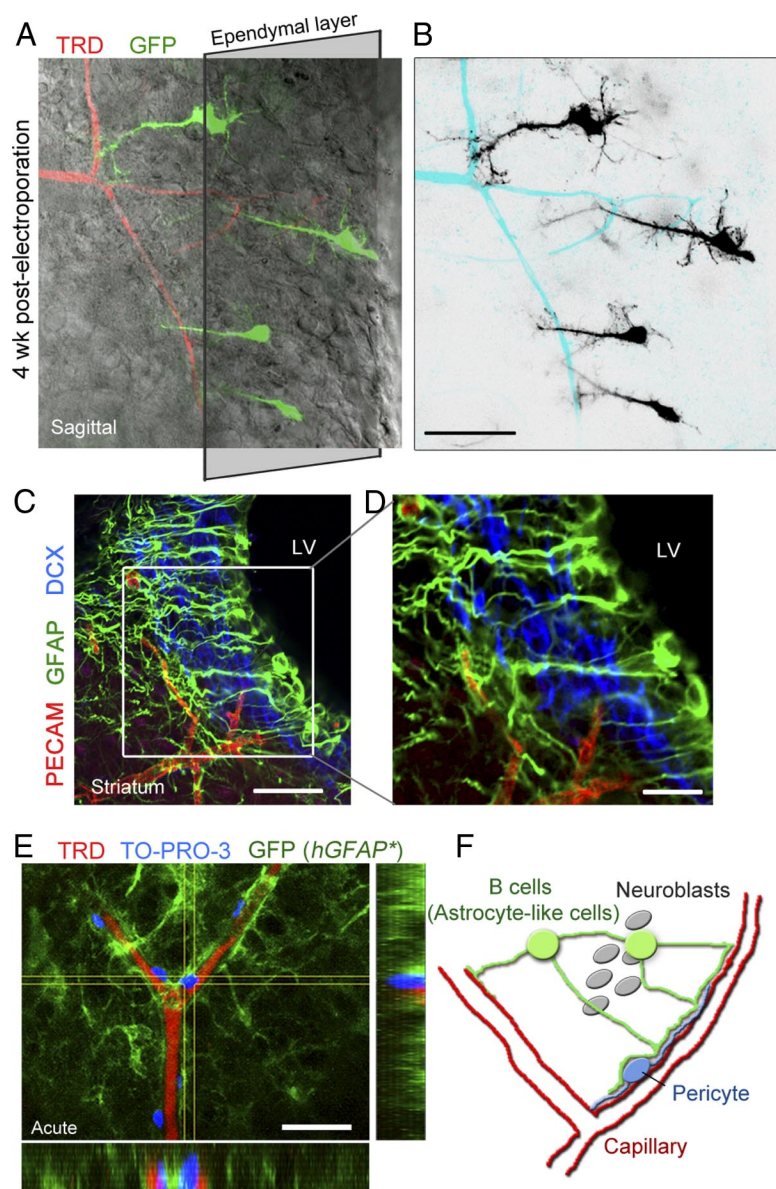 A
TRD GFP
Ependymal layer
B
4 wk post-electroporation
Sagittal
C
PECAM GFAP DCX
LV
Striatum
D
LV
E
TRD TO-PRO-3 GFP (hGFAP*)
Acute
F
B cells
(Astrocyte-like cells)
Neuroblasts
Pericyte
Capillary